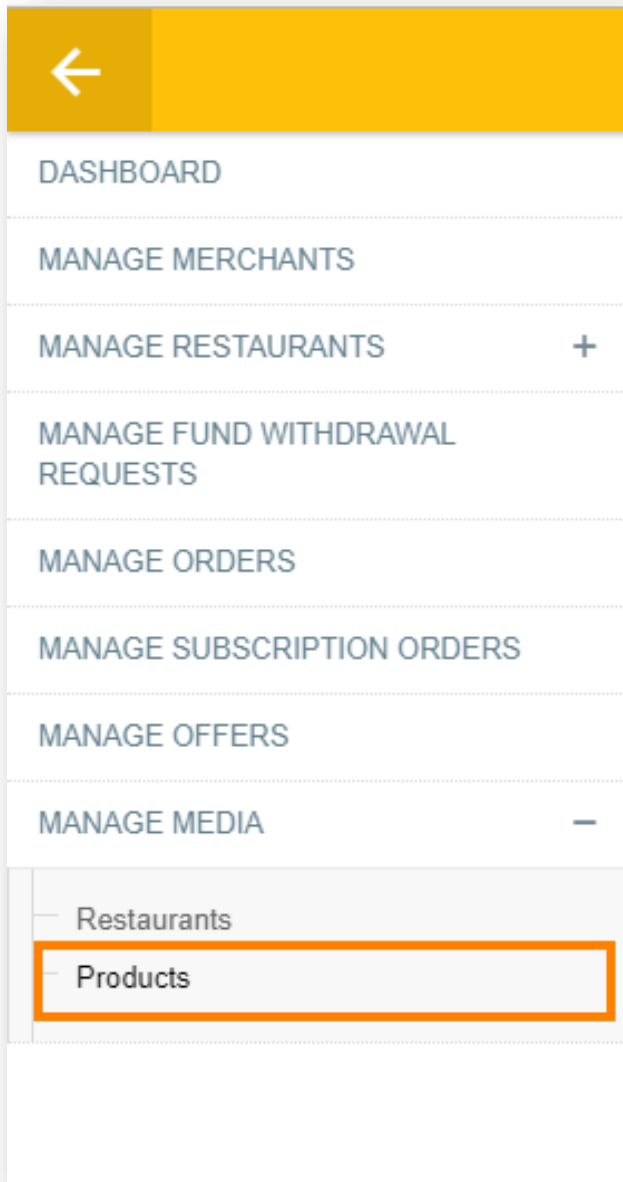 DASHBOARD
MANAGE MERCHANTS
MANAGE RESTAURANTS +
MANAGE FUND WITHDRAWAL
REQUESTS
MANAGE ORDERS
MANAGE SUBSCRIPTION ORDERS
MANAGE OFFERS
MANAGE MEDIA −
Restaurants
Products